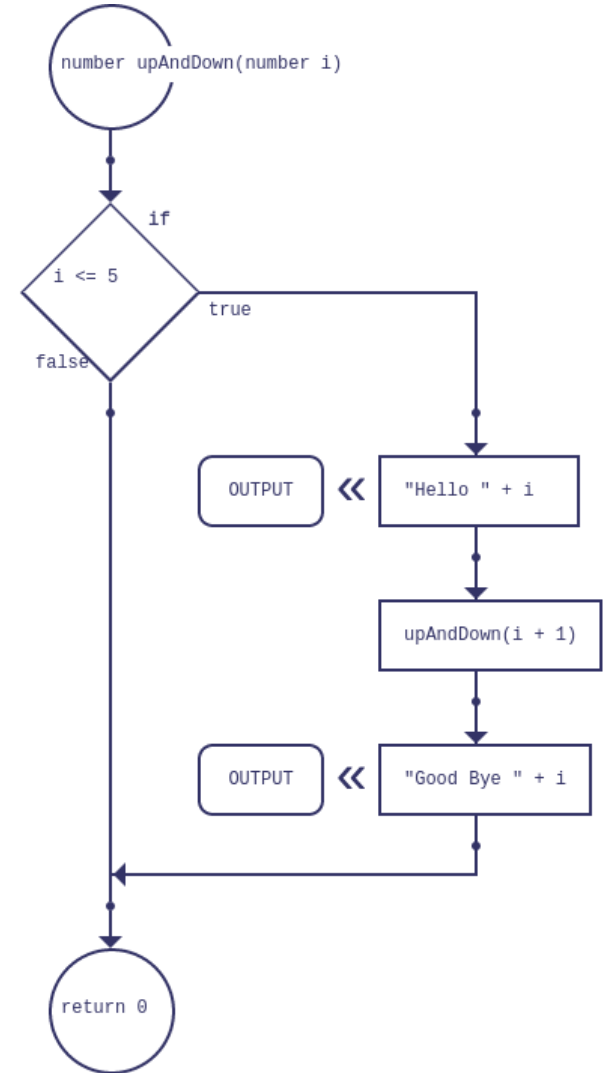 number upAndDown(number i)
if
i <= 5
true
false
OUTPUT « "Hello " + i
upAndDown(i + 1)
OUTPUT « "Good Bye " + i
return 0